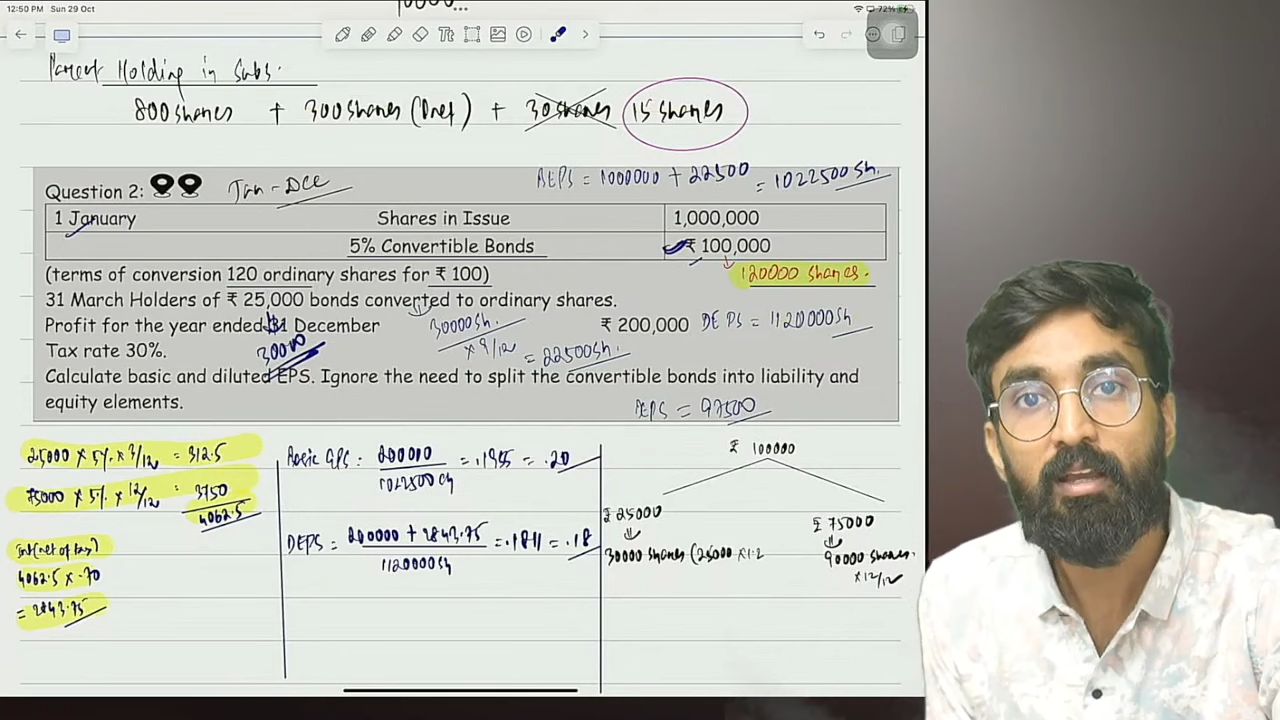 12:50 PM Sun 29 Oct
72%
Parent Holding in Subs.
800 shares + 300 shares (Pref) + 30 shares 15 shares
Question 2: Jan - Dec
BEPS = 1000000 + 22500 = 1022500 sh.
1 January Shares in Issue 1,000,000
5% Convertible Bonds ₹ 100,000
(terms of conversion 120 ordinary shares for ₹ 100) 120000 shares.
31 March Holders of ₹ 25,000 bonds converted to ordinary shares.
Profit for the year ended 31 December ₹ 200,000
30000 sh. DEPS = 1120000 sh
Tax rate 30%. 30000 × 9/12 = 22500 sh.
Calculate basic and diluted EPS. Ignore the need to split the convertible bonds into liability and
equity elements.
DEPS = 97500
25000 × 5% × 3/12 = 312.5
75000 × 5% × 12/12 = 3750
4062.5
Int (net of tax)
4062.5 × .70
= 2843.75
Basic EPS = 200000 / 1022500 sh = .1955 = .20
DEPS = 200000 + 2843.75 / 1120000 sh = .1811 = .18
₹ 100000
₹ 25000 ₹ 75000
30000 shares (25000 × 1.2 90000 shares.
× 12/12